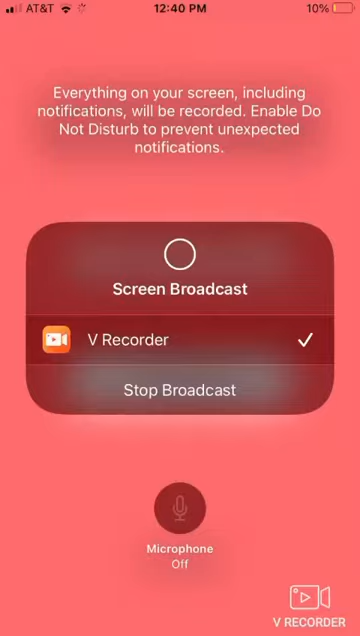 AT&T 12:40 PM 10%
Everything on your screen, including
notifications, will be recorded. Enable Do
Not Disturb to prevent unexpected
notifications.
Screen Broadcast
V Recorder
Stop Broadcast
Microphone
Off
V RECORDER